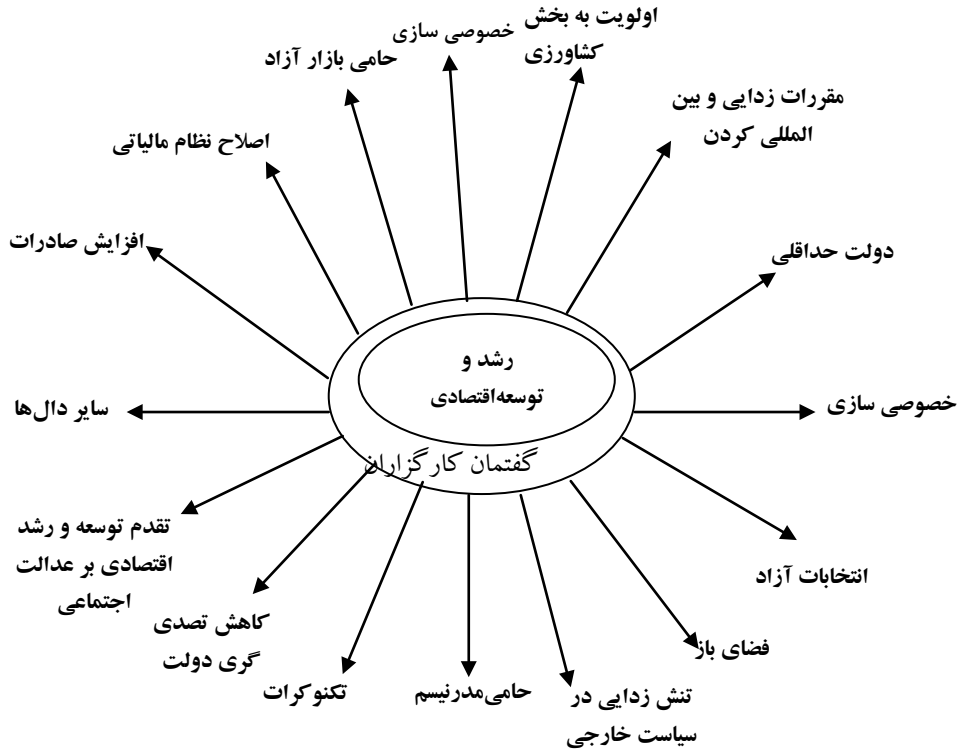 اولویت به بخش
کشاورزی
خصوصی سازی
حامی بازار آزاد
مقررات زدایی و بین
المللی کردن
اصلاح نظام مالیاتی
دولت حداقلی
افزایش صادرات
رشد و
توسعه‌اقتصادی
خصوصی سازی
سایر دال‌ها
گفتمان کارگزاران
تقدم توسعه و رشد
اقتصادی بر عدالت
اجتماعی
انتخابات آزاد
کاهش تصدی
گری دولت
فضای باز
تنش زدایی در
سیاست خارجی
حامی‌مدرنیسم
تکنوکرات